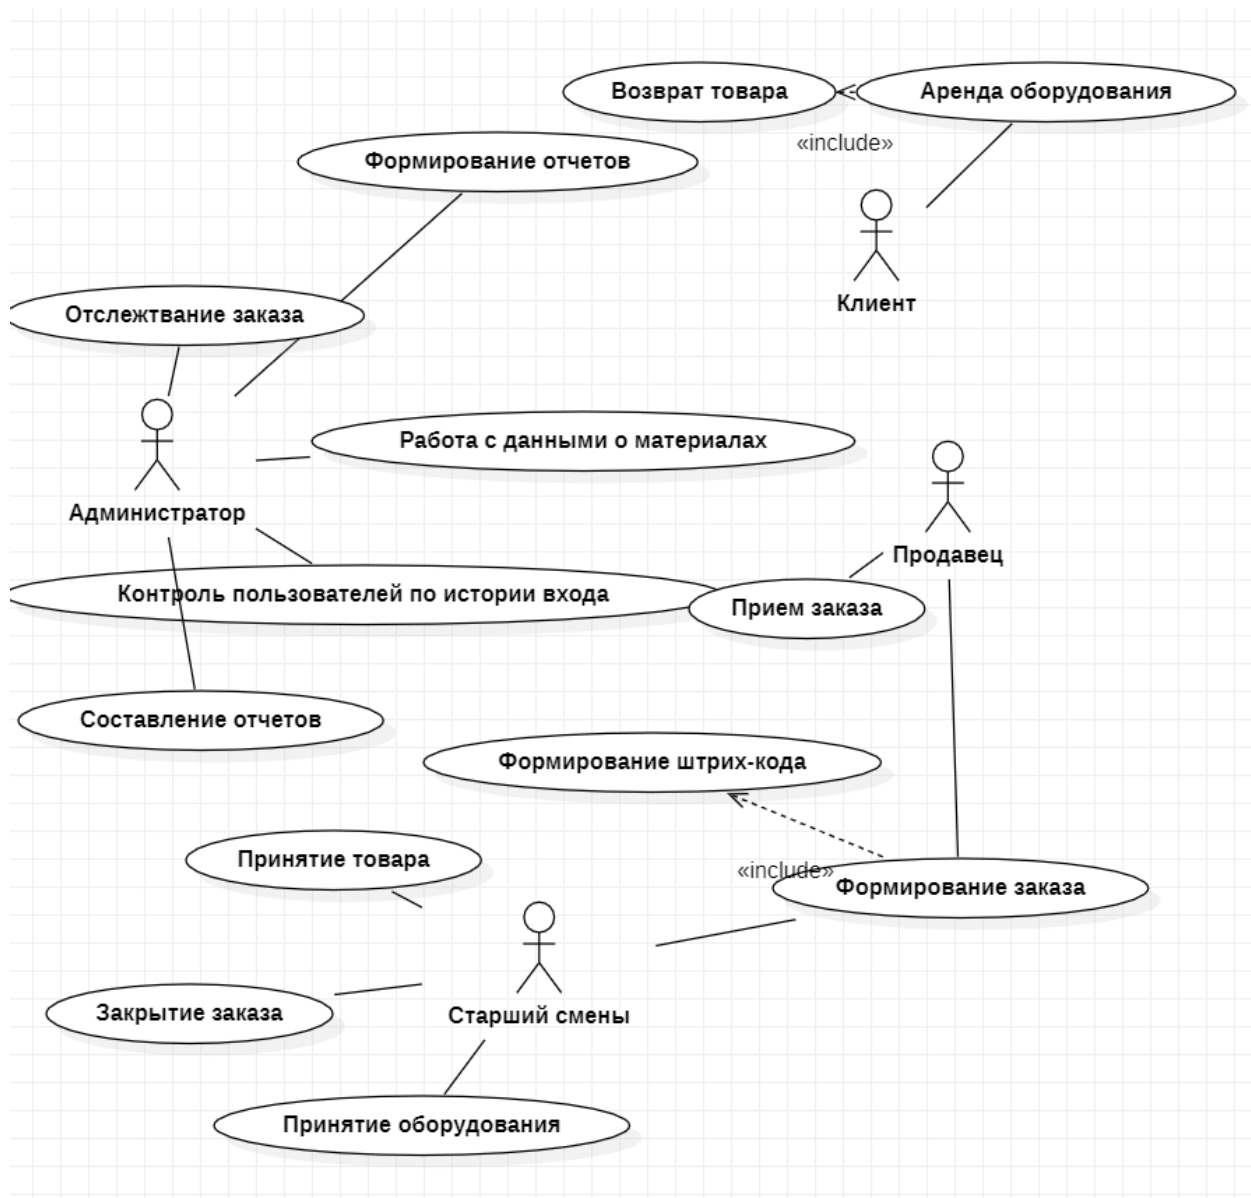 Возврат товара
Аренда оборудования
«include»
Формирование отчетов
Клиент
Отслежтвание заказа
Работа с данными о материалах
Администратор
Продавец
Контроль пользователей по истории входа
Прием заказа
Составление отчетов
Формирование штрих-кода
Принятие товара
«include»
Формирование заказа
Закрытие заказа
Старший смены
Принятие оборудования